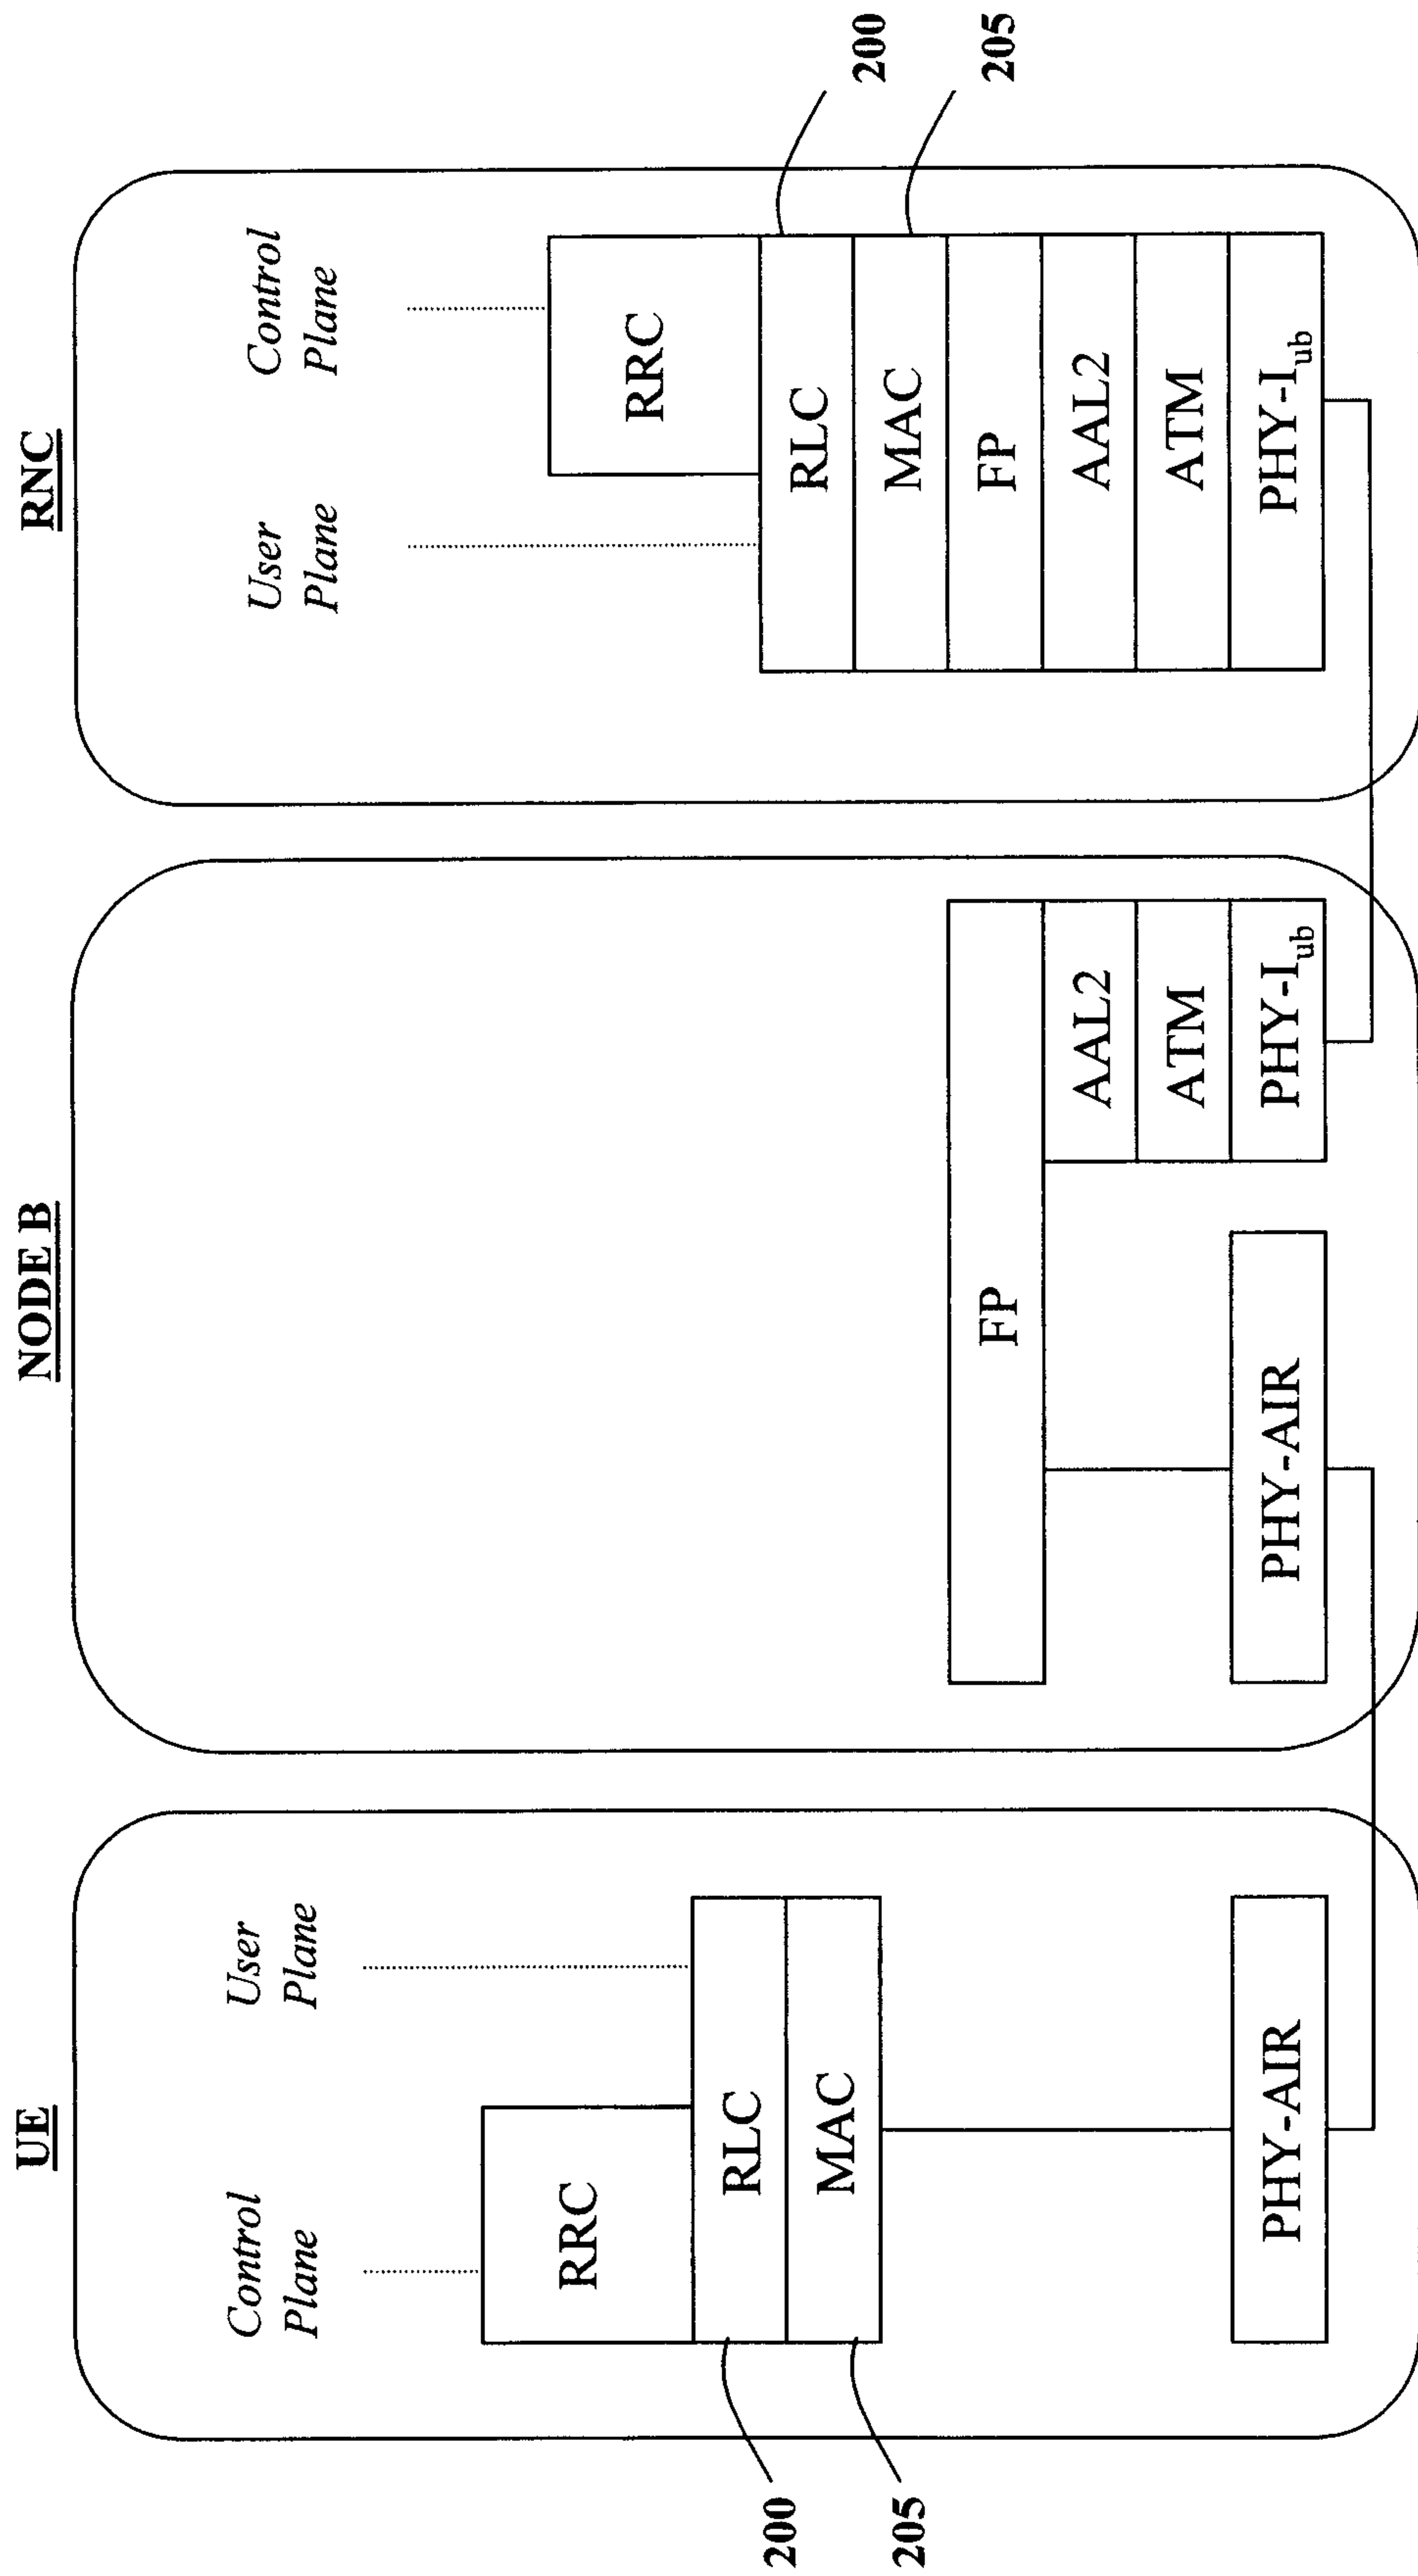 UE
Control
Plane
User
Plane
RRC
RLC
MAC
PHY-AIR
200
205
NODE B
FP
PHY-AIR
AAL2
ATM
PHY-Iub
RNC
User
Plane
Control
Plane
RRC
RLC
MAC
FP
AAL2
ATM
PHY-Iub
200
205